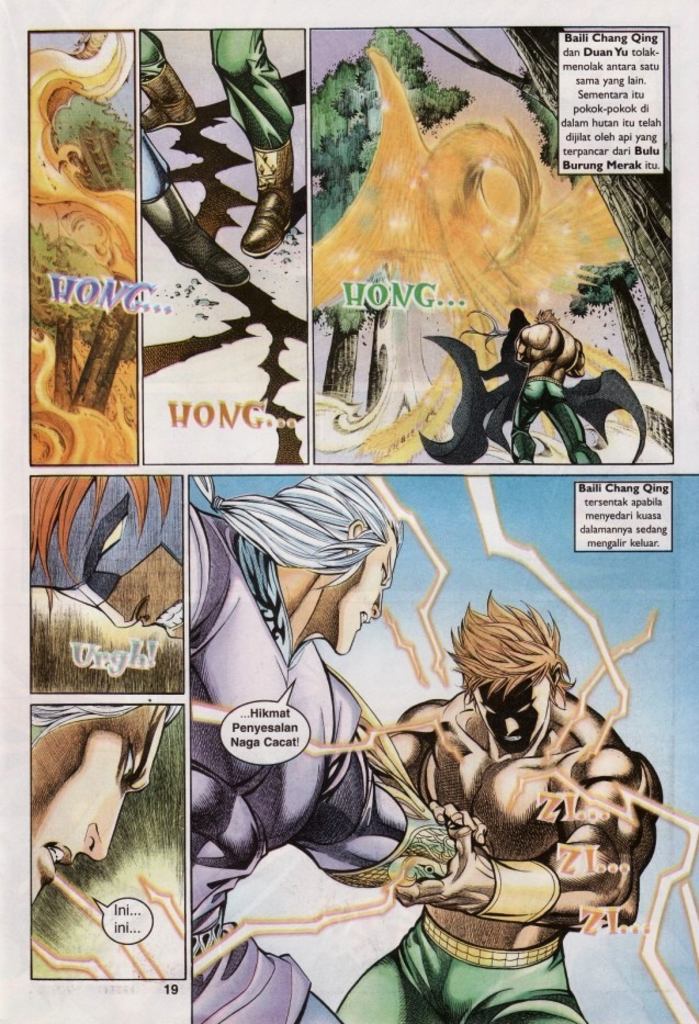 HONG...
HONG...
HONG...
Baili Chang Qing
dan Duan Yu tolak-
menolak antara satu
sama yang lain.
Sementara itu
pokok-pokok di
dalam hutan itu telah
dijilat oleh api yang
terpancar dari Bulu
Burung Merak itu.
Urgh!
Ini...
ini...
Baili Chang Qing
tersentak apabila
menyedari kuasa
dalamannya sedang
mengalir keluar.
...Hikmat
Penyesalan
Naga Cacat!
ZI...
ZI...
ZI...
19